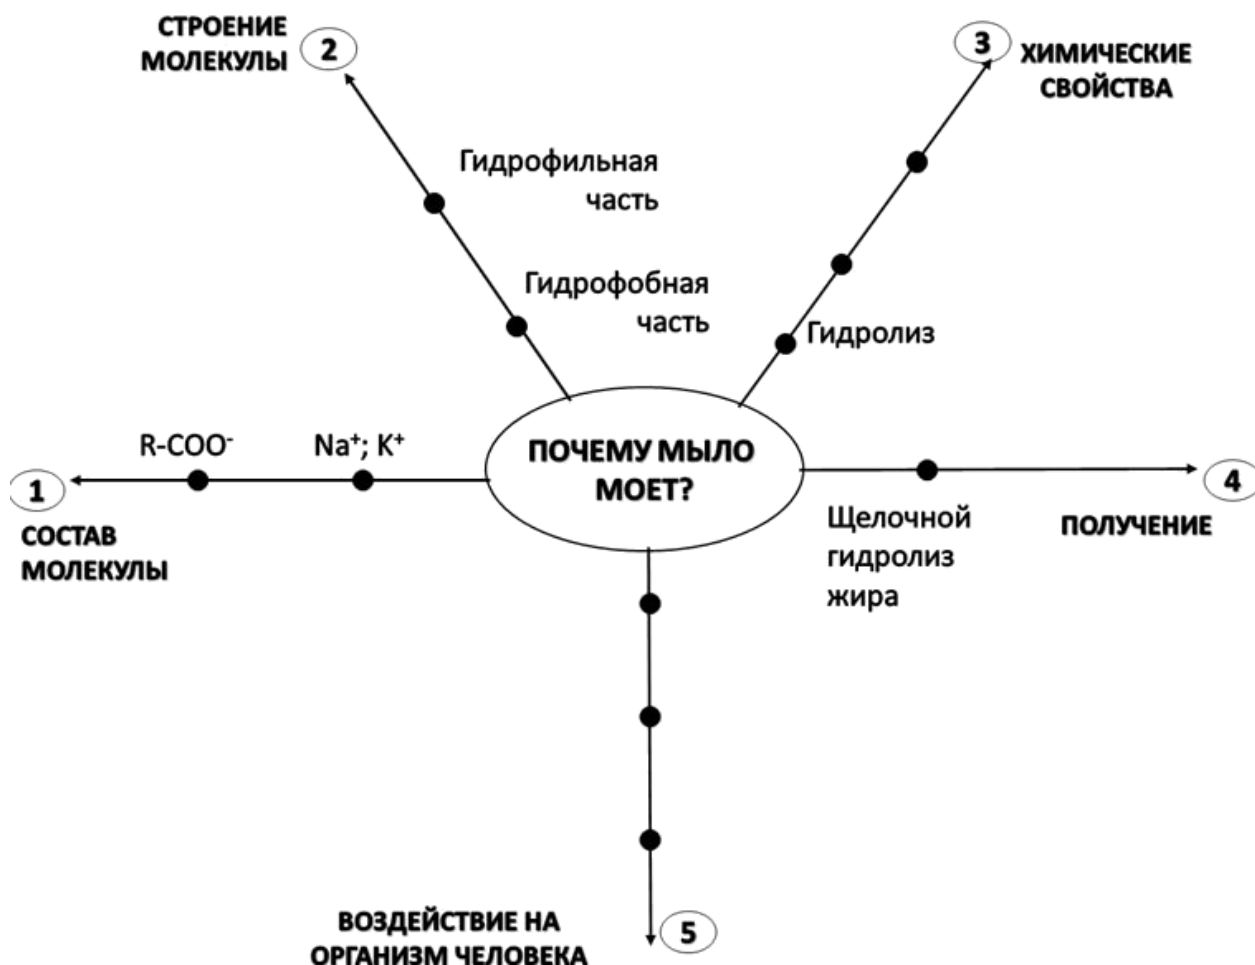 СТРОЕНИЕ
МОЛЕКУЛЫ
2
3
ХИМИЧЕСКИЕ
СВОЙСТВА
Гидрофильная
часть
Гидрофобная
часть
Гидролиз
R-COO⁻
Na⁺; K⁺
ПОЧЕМУ МЫЛО
МОЕТ?
1
СОСТАВ
МОЛЕКУЛЫ
4
ПОЛУЧЕНИЕ
Щелочной
гидролиз
жира
ВОЗДЕЙСТВИЕ НА
ОРГАНИЗМ ЧЕЛОВЕКА
5